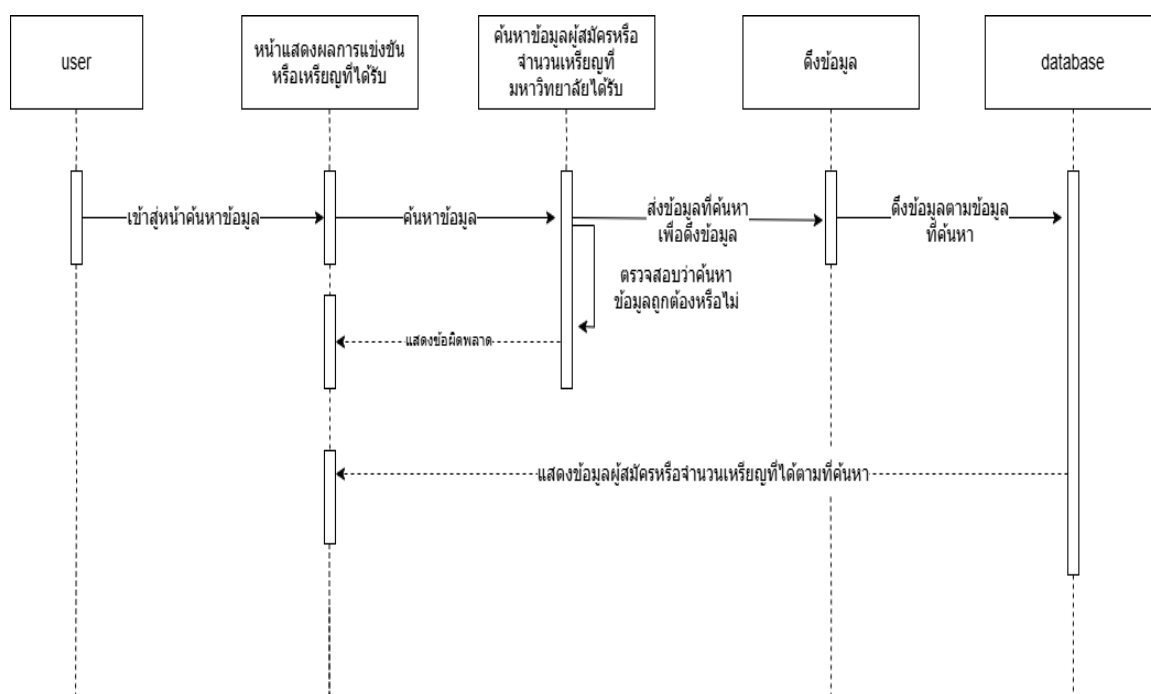 user
หน้าแสดงผลการแข่งขัน
หรือเหรียญที่ได้รับ
ค้นหาข้อมูลผู้สมัครหรือ
จำนวนเหรียญที่
มหาวิทยาลัยได้รับ
ดึงข้อมูล
database
เข้าสู่หน้าค้นหาข้อมูล
ค้นหาข้อมูล
ส่งข้อมูลที่ค้นหา
เพื่อดึงข้อมูล
ดึงข้อมูลตามข้อมูล
ที่ค้นหา
ตรวจสอบว่าค้นหา
ข้อมูลถูกต้องหรือไม่
แสดงข้อผิดพลาด
แสดงข้อมูลผู้สมัครหรือจำนวนเหรียญที่ได้ตามที่ค้นหา